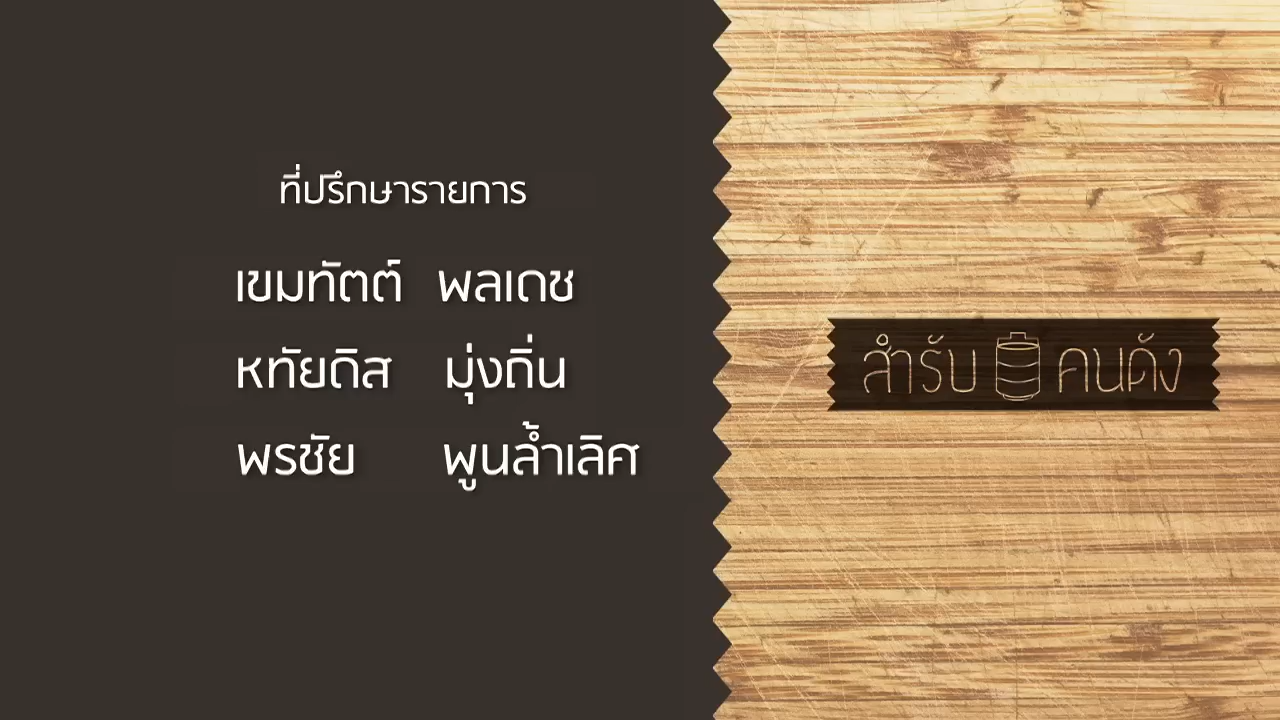 ที่ปรึกษารายการ
เขมทัตต์ พลเดช
หทัยดิส มุ่งถิ่น
พรชัย พูนล้ำเลิศ
สำรับ คนดัง